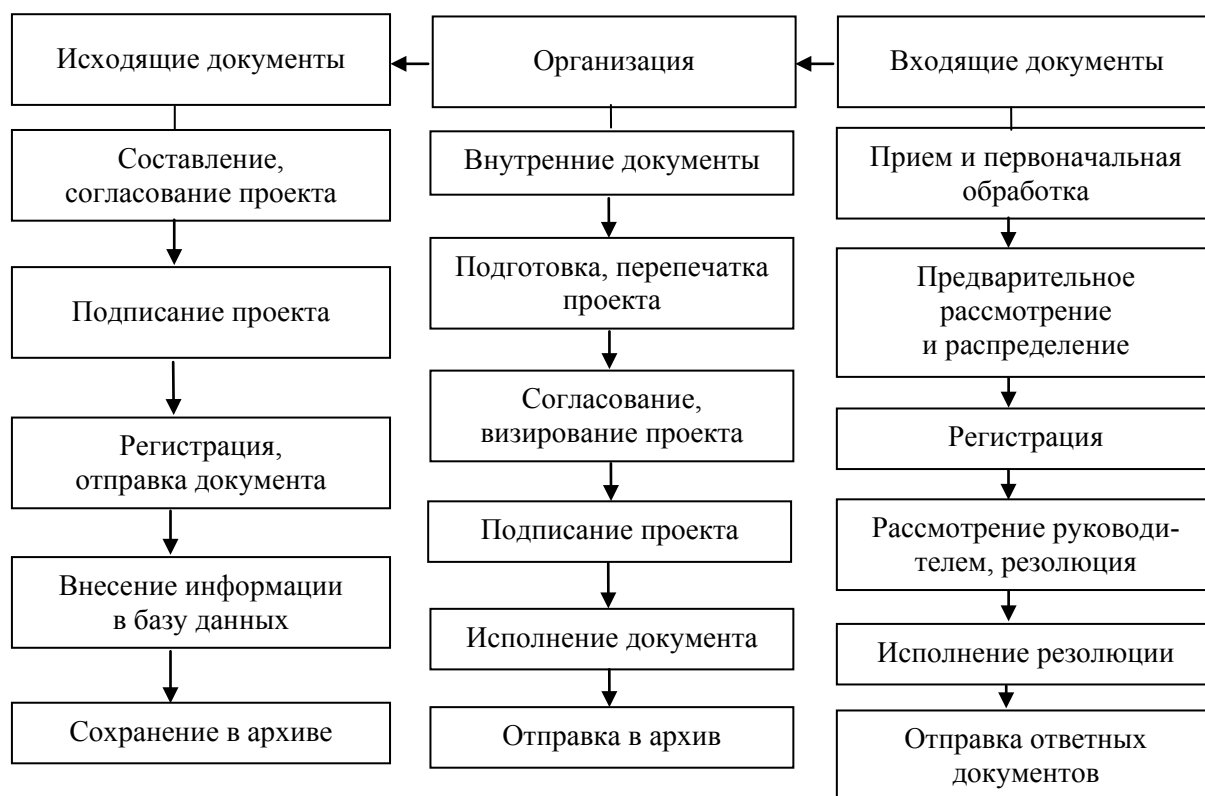 Исходящие документы
Составление,
согласование проекта
Подписание проекта
Регистрация,
отправка документа
Внесение информации
в базу данных
Сохранение в архиве
Организация
Внутренние документы
Подготовка, перепечатка
проекта
Согласование,
визирование проекта
Подписание проекта
Исполнение документа
Отправка в архив
Входящие документы
Прием и первоначальная
обработка
Предварительное
рассмотрение
и распределение
Регистрация
Рассмотрение руководи-
телем, резолюция
Исполнение резолюции
Отправка ответных
документов